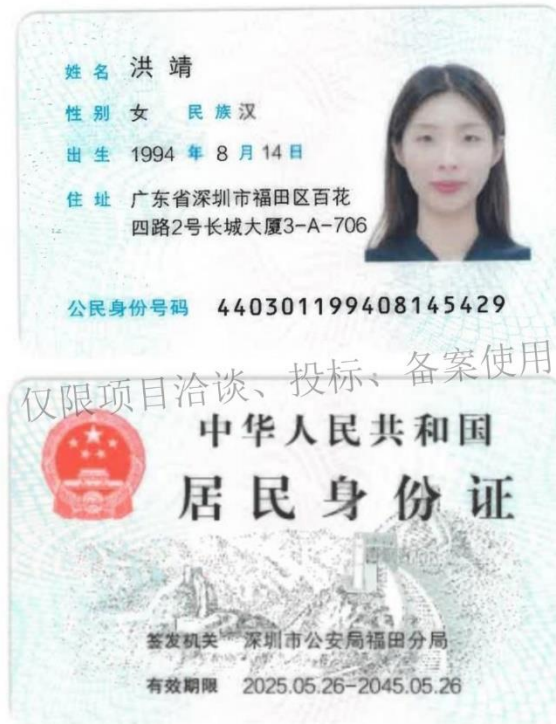 姓名 洪靖
性别 女 民族 汉
出生 1994 年 8 月 14 日
住址 广东省深圳市福田区百花
四路2号长城大厦3-A-706
公民身份号码 440301199408145429
仅限项目洽谈、投标、备案使用
中华人民共和国
居民身份证
签发机关 深圳市公安局福田分局
有效期限 2025.05.26-2045.05.26